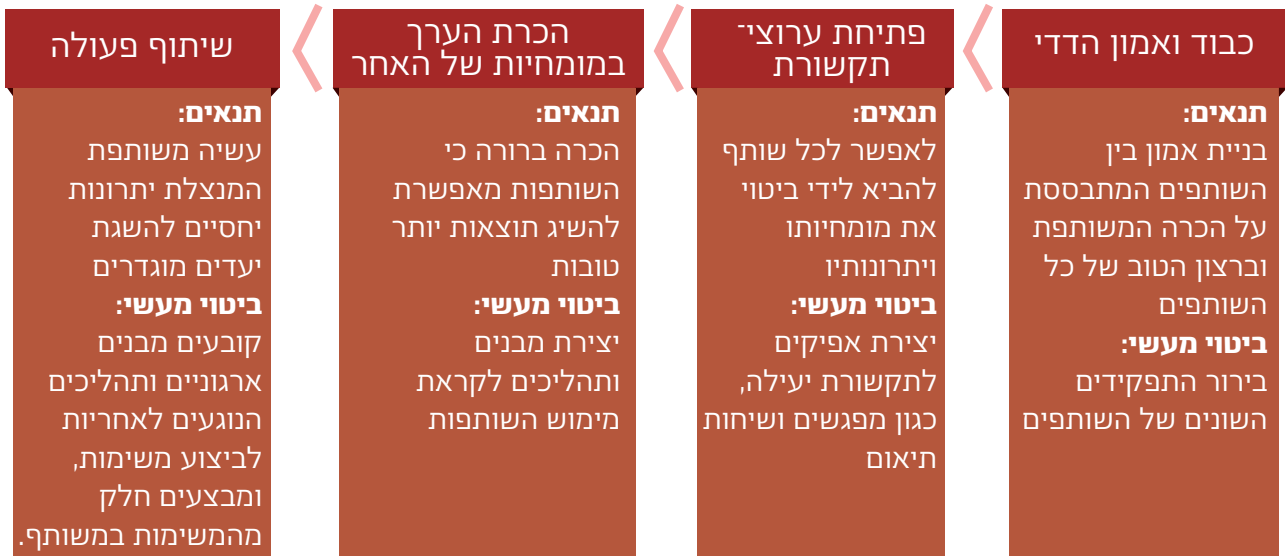 כבוד ואמון הדדי
תנאים:
בניית אמון בין
השותפים המתבססת
על הכרה המשותפת
וברצון הטוב של כל
השותפים
ביטוי מעשי:
בירור התפקידים
השונים של השותפים
פתיחת ערוצי־
תקשורת
תנאים:
לאפשר לכל שותף
להביא לידי ביטוי
את מומחיותו
ויתרונותיו
ביטוי מעשי:
יצירת אפיקים
לתקשורת יעילה,
כגון מפגשים ושיחות
תיאום
הכרת הערך
במומחיות של האחר
תנאים:
הכרה ברורה כי
השותפות מאפשרת
להשיג תוצאות יותר
טובות
ביטוי מעשי:
יצירת מבנים
ותהליכים לקראת
מימוש השותפות
שיתוף פעולה
תנאים:
עשיה משותפת
המנצלת יתרונות
יחסיים להשגת
יעדים מוגדרים
ביטוי מעשי:
קובעים מבנים
ארגוניים ותהליכים
הנוגעים לאחריות
לביצוע משימות,
ומבצעים חלק
מהמשימות במשותף.